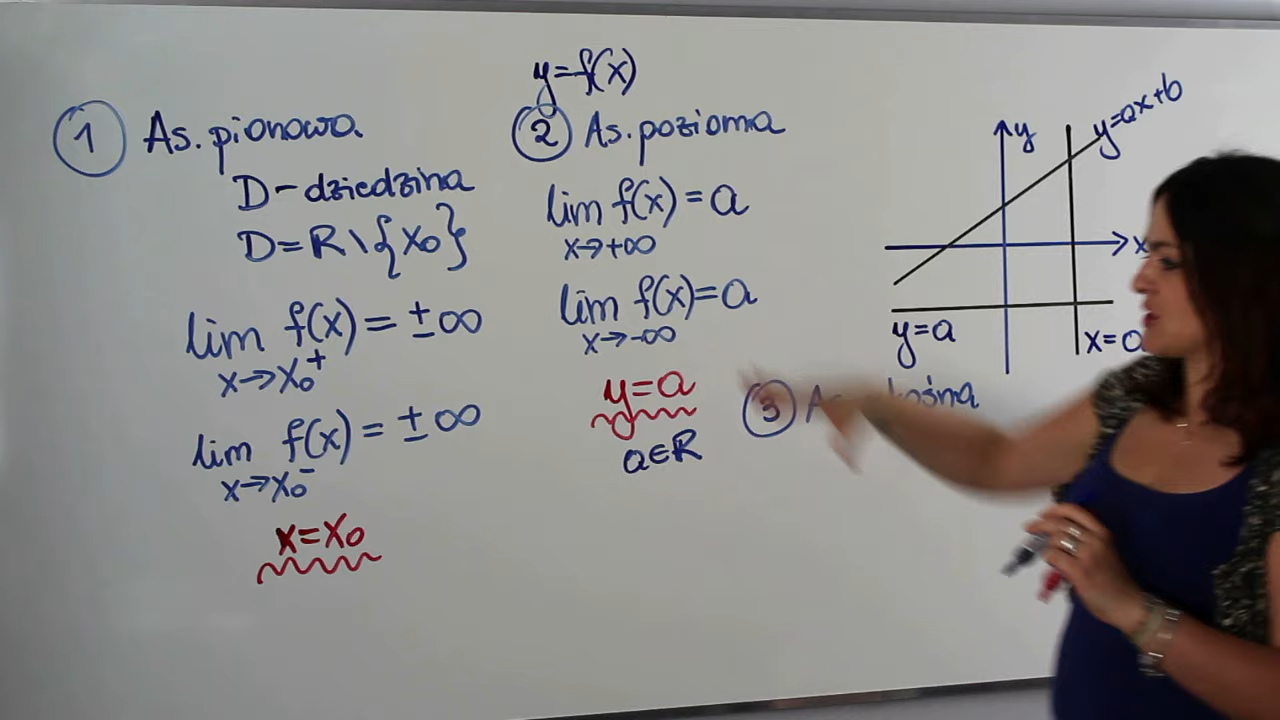 y=f(x)
1 As. pionowa
D – dziedzina
D=R\{x₀}
lim f(x) = ±∞
x→x₀⁺
lim f(x) = ±∞
x→x₀⁻
x=x₀
2 As. pozioma
lim f(x) = a
x→+∞
lim f(x) = a
x→-∞
y=a
a∈R
y
y=ax+b
x
y=a
3